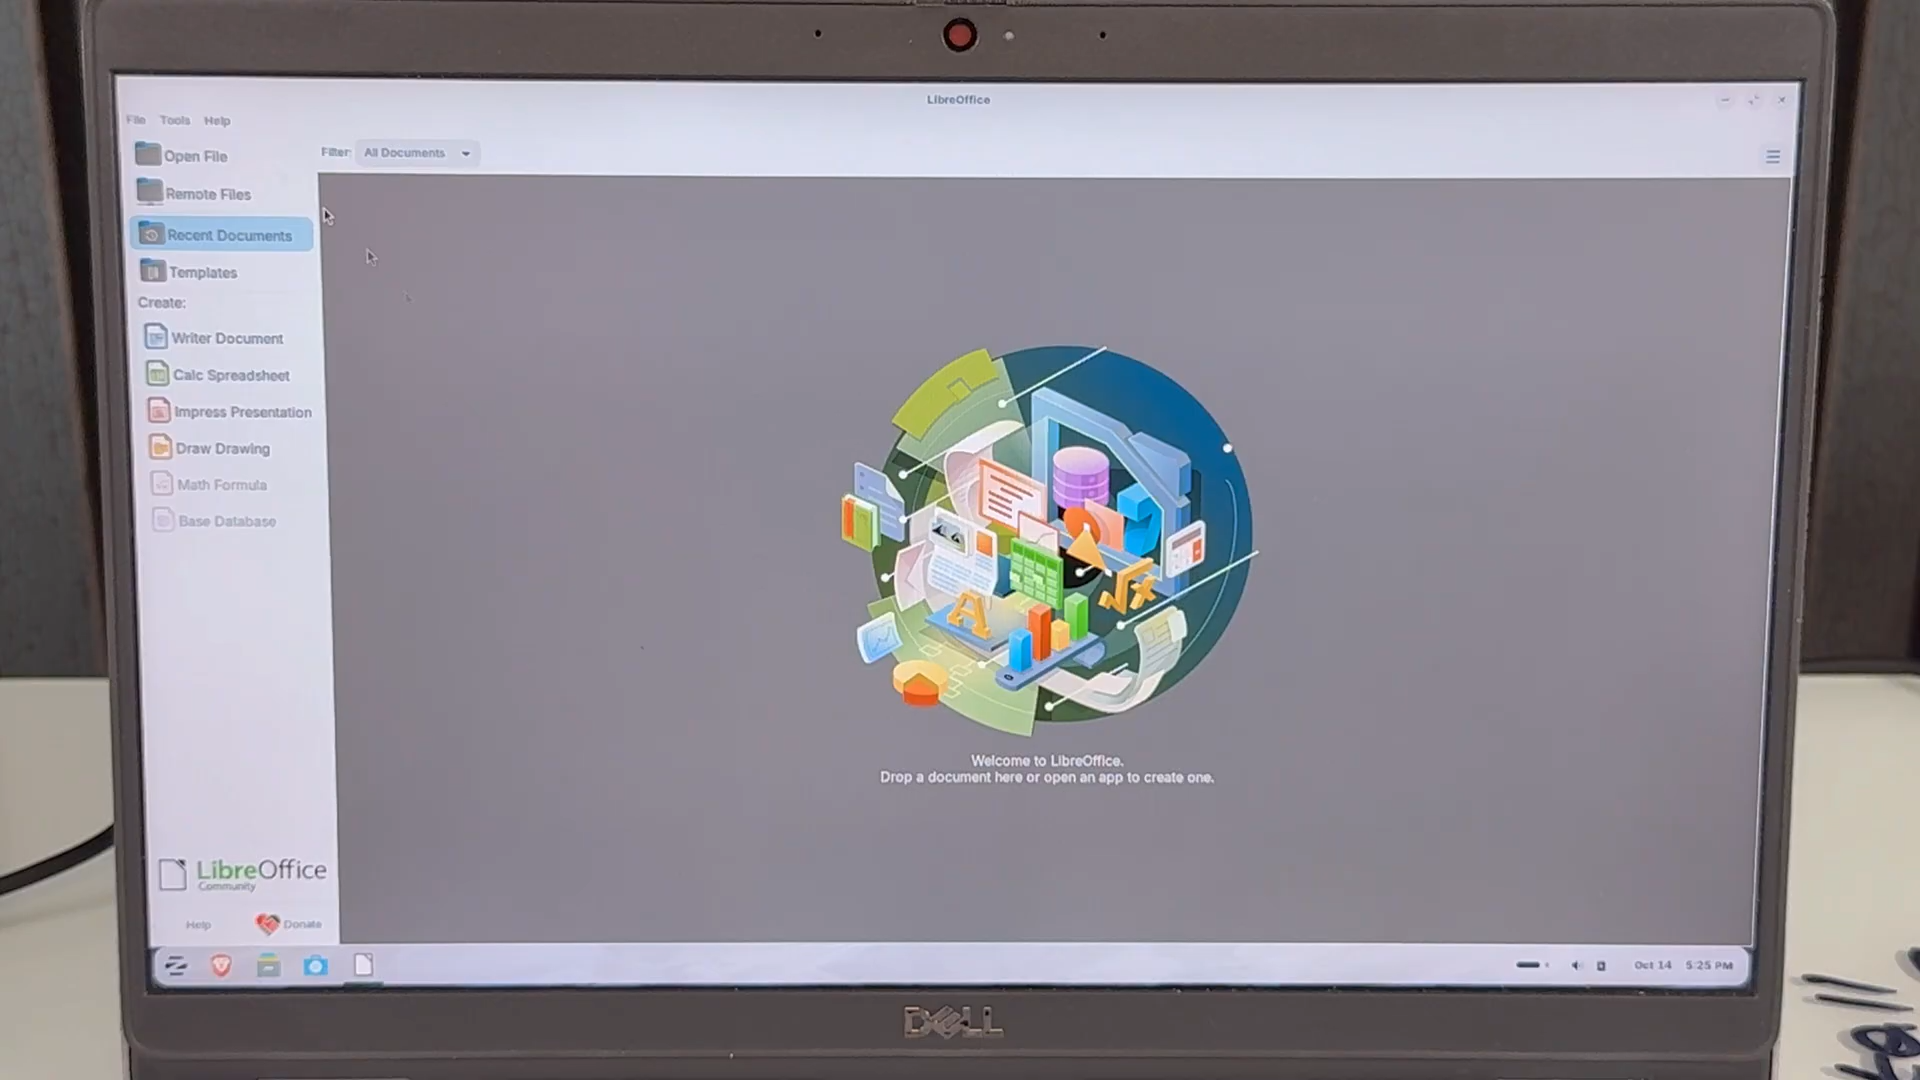 LibreOffice
File Tools Help
Open File
Filter: All Documents
Remote Files
Recent Documents
Templates
Create:
Writer Document
Calc Spreadsheet
Impress Presentation
Draw Drawing
Math Formula
Base Database
Welcome to LibreOffice.
Drop a document here or open an app to create one.
LibreOffice
Community
Help Donate
Oct 14 5:25 PM
DELL